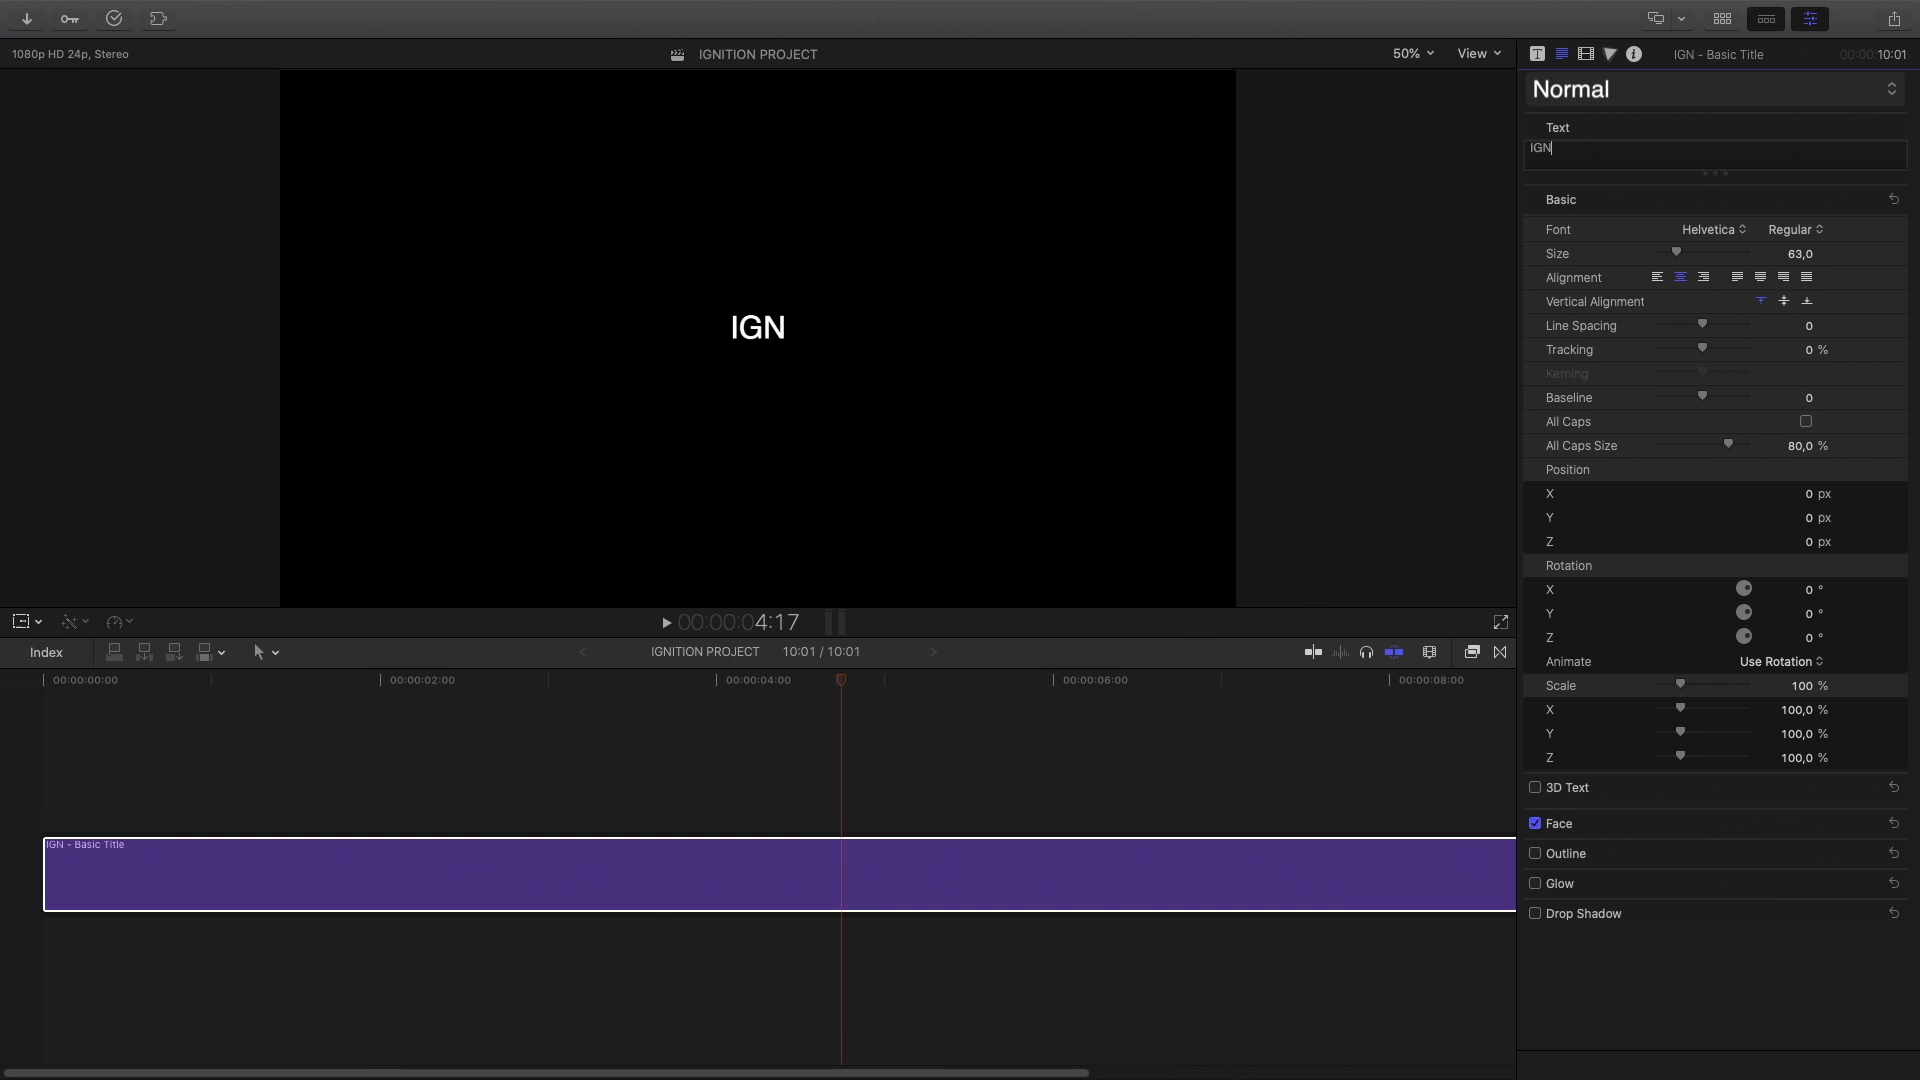 1080p HD 24p, Stereo
IGNITION PROJECT
50%
View
IGN - Basic Title
00:00:10:01
Normal
Text
IGN
Basic
Font Helvetica Regular
Size 63,0
Alignment
Vertical Alignment
Line Spacing 0
Tracking 0 %
Kerning
Baseline 0
All Caps
All Caps Size 80,0 %
Position
X 0 px
Y 0 px
Z 0 px
Rotation
X 0 °
Y 0 °
Z 0 °
Animate Use Rotation
Scale 100 %
X 100,0 %
Y 100,0 %
Z 100,0 %
3D Text
Face
Outline
Glow
Drop Shadow
IGN
00:00:04:17
Index
IGNITION PROJECT 10:01 / 10:01
00:00:00:00 00:00:02:00 00:00:04:00 00:00:06:00 00:00:08:00
IGN - Basic Title